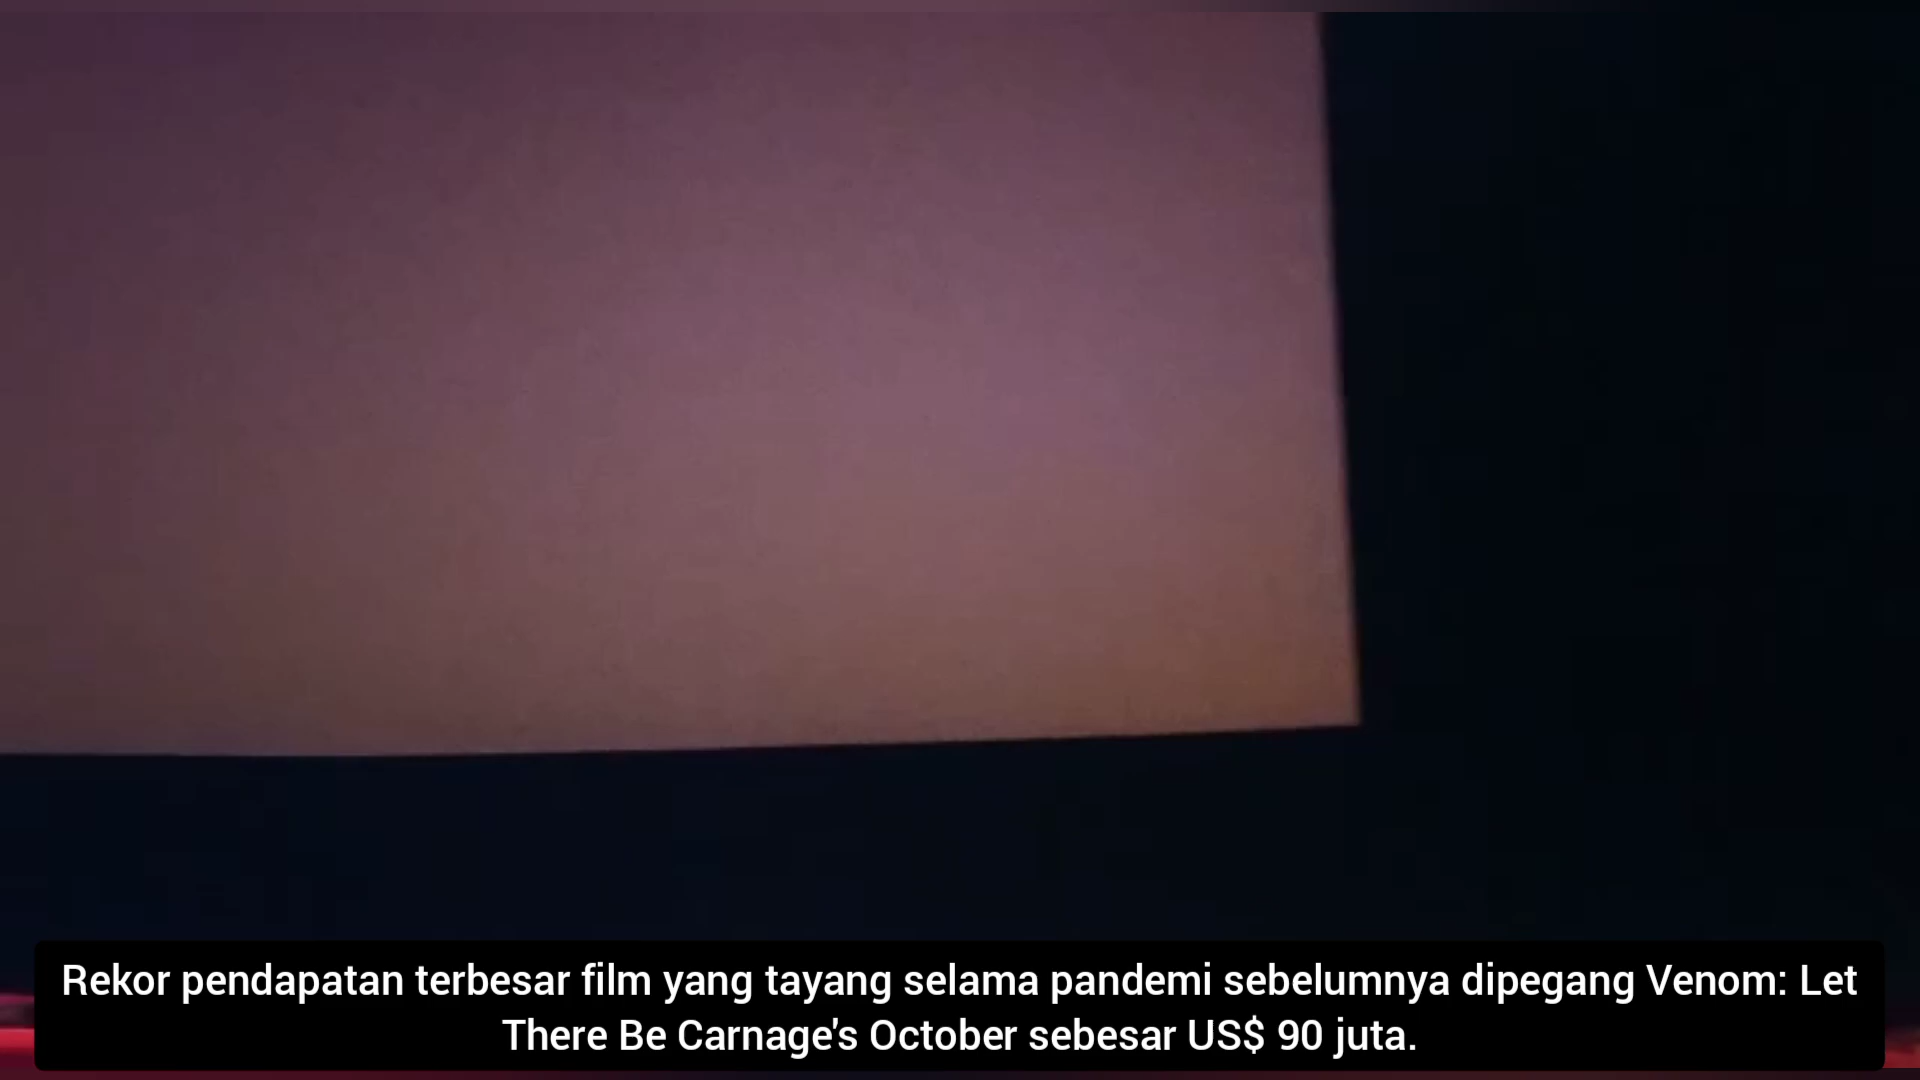 Rekor pendapatan terbesar film yang tayang selama pandemi sebelumnya dipegang Venom: Let
There Be Carnage's October sebesar US$ 90 juta.